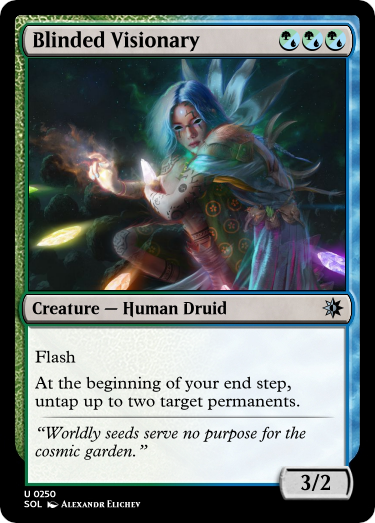 Blinded Visionary
Creature — Human Druid
Flash
At the beginning of your end step,
untap up to two target permanents.
“Worldly seeds serve no purpose for the
cosmic garden.”
3/2
U 0250
SOL Alexandr Elichev